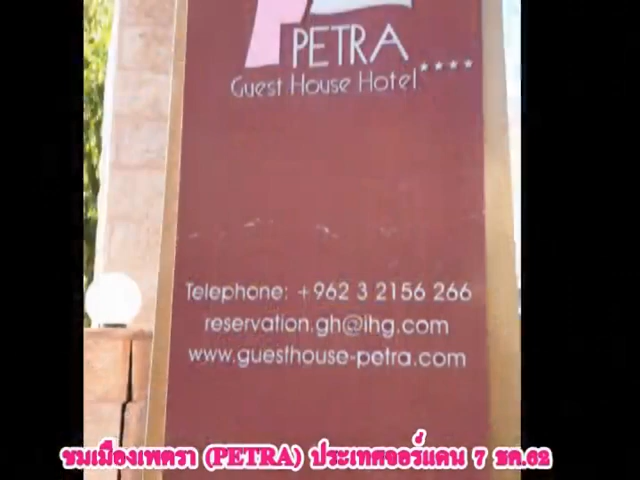 PETRA
Guest House Hotel ****
Telephone: +962 3 2156 266
reservation.gh@ihg.com
www.guesthouse-petra.com
ชมเมืองเพตรา (PETRA) ประเทศจอร์แดน 7 ธค.62